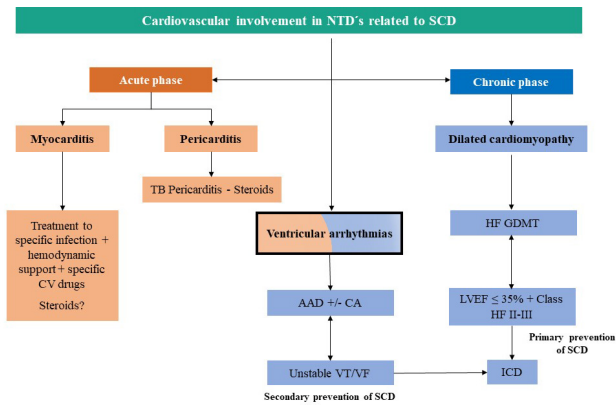 Cardiovascular involvement in NTD´s related to SCD
Acute phase
Chronic phase
Myocarditis
Pericarditis
Dilated cardiomyopathy
TB Pericarditis - Steroids
Treatment to
specific infection +
hemodynamic
support + specific
CV drugs
Steroids?
Ventricular arrhythmias
HF GDMT
AAD +/- CA
LVEF ≤ 35% + Class
HF II-III
Primary prevention
of SCD
Unstable VT/VF
ICD
Secondary prevention of SCD